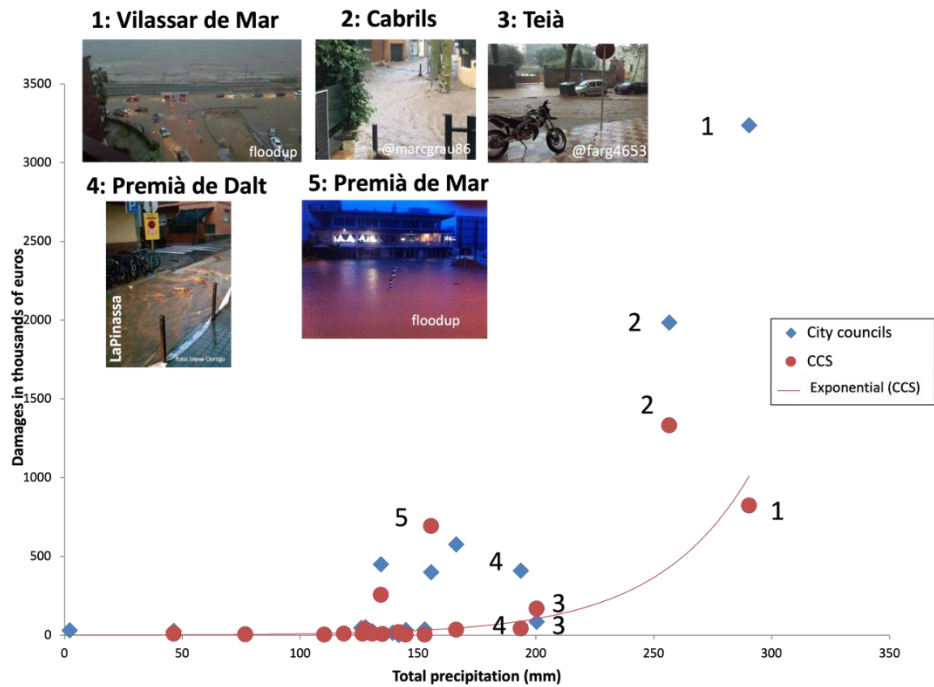 1: Vilassar de Mar
2: Cabrils
3: Teià
floodup
@marcgrau86
@farg4653
4: Premià de Dalt
5: Premià de Mar
LaPinassa
floodup
Damages in thousands of euros
3500
3000
2500
2000
1500
1000
500
0
1
2
2
1
5
4
3
4
3
City councils
CCS
Exponential (CCS)
0
50
100
150
200
250
300
350
Total precipitation (mm)